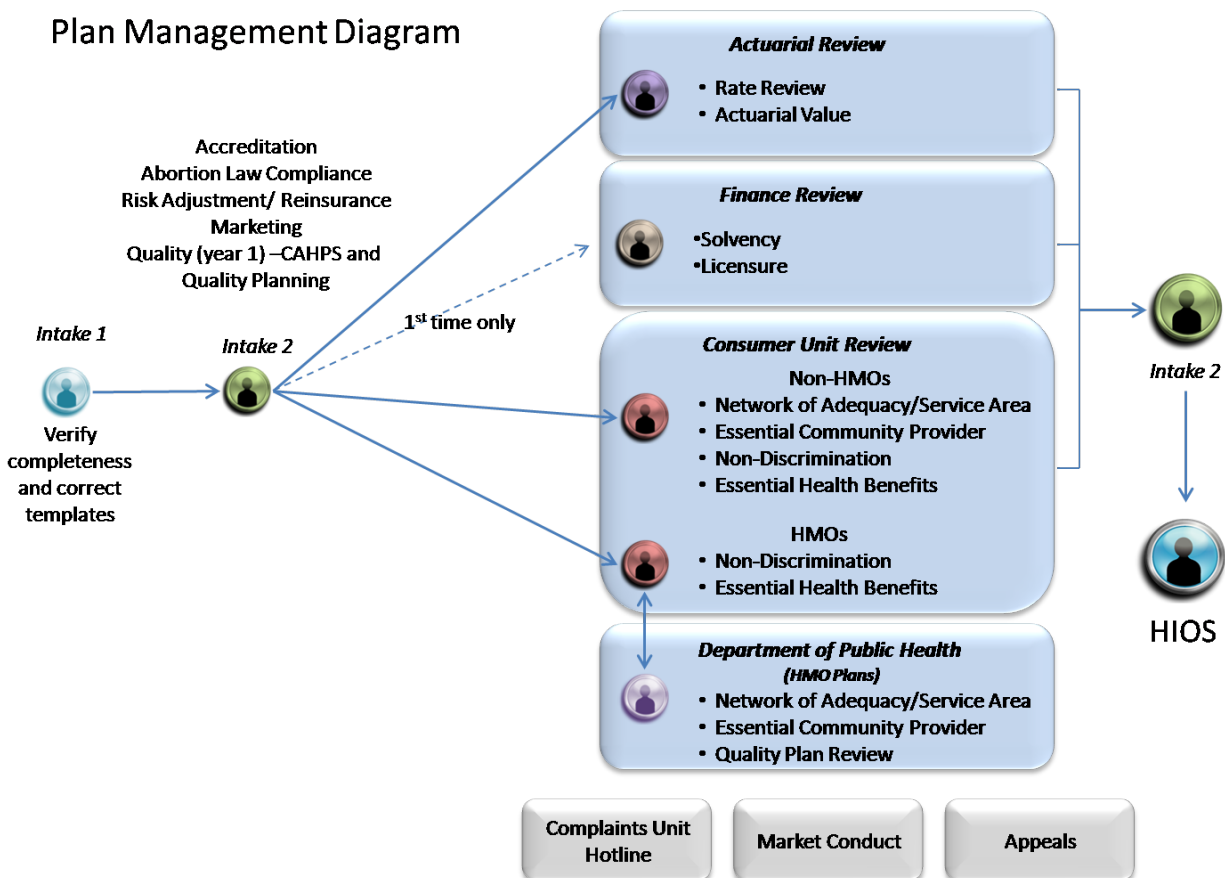 Plan Management Diagram
Accreditation
Abortion Law Compliance
Risk Adjustment/ Reinsurance
Marketing
Quality (year 1) –CAHPS and
Quality Planning
Intake 1
Verify
completeness
and correct
templates
Intake 2
1st time only
Actuarial Review
• Rate Review
• Actuarial Value
Finance Review
•Solvency
•Licensure
Consumer Unit Review
Non-HMOs
• Network of Adequacy/Service Area
• Essential Community Provider
• Non-Discrimination
• Essential Health Benefits
HMOs
• Non-Discrimination
• Essential Health Benefits
Department of Public Health
(HMO Plans)
• Network of Adequacy/Service Area
• Essential Community Provider
• Quality Plan Review
Intake 2
HIOS
Complaints Unit
Hotline
Market Conduct
Appeals